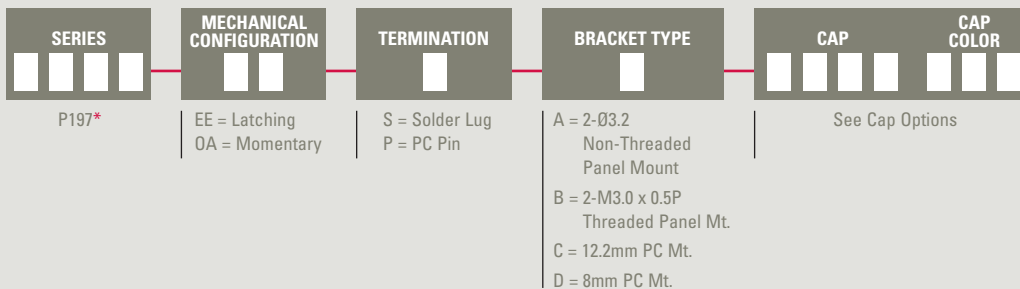 SERIES
MECHANICAL
CONFIGURATION
TERMINATION
BRACKET TYPE
CAP
CAP
COLOR
P197*
EE = Latching
OA = Momentary
S = Solder Lug
P = PC Pin
A = 2-Ø3.2
Non-Threaded
Panel Mount
B = 2-M3.0 x 0.5P
Threaded Panel Mt.
C = 12.2mm PC Mt.
D = 8mm PC Mt.
See Cap Options